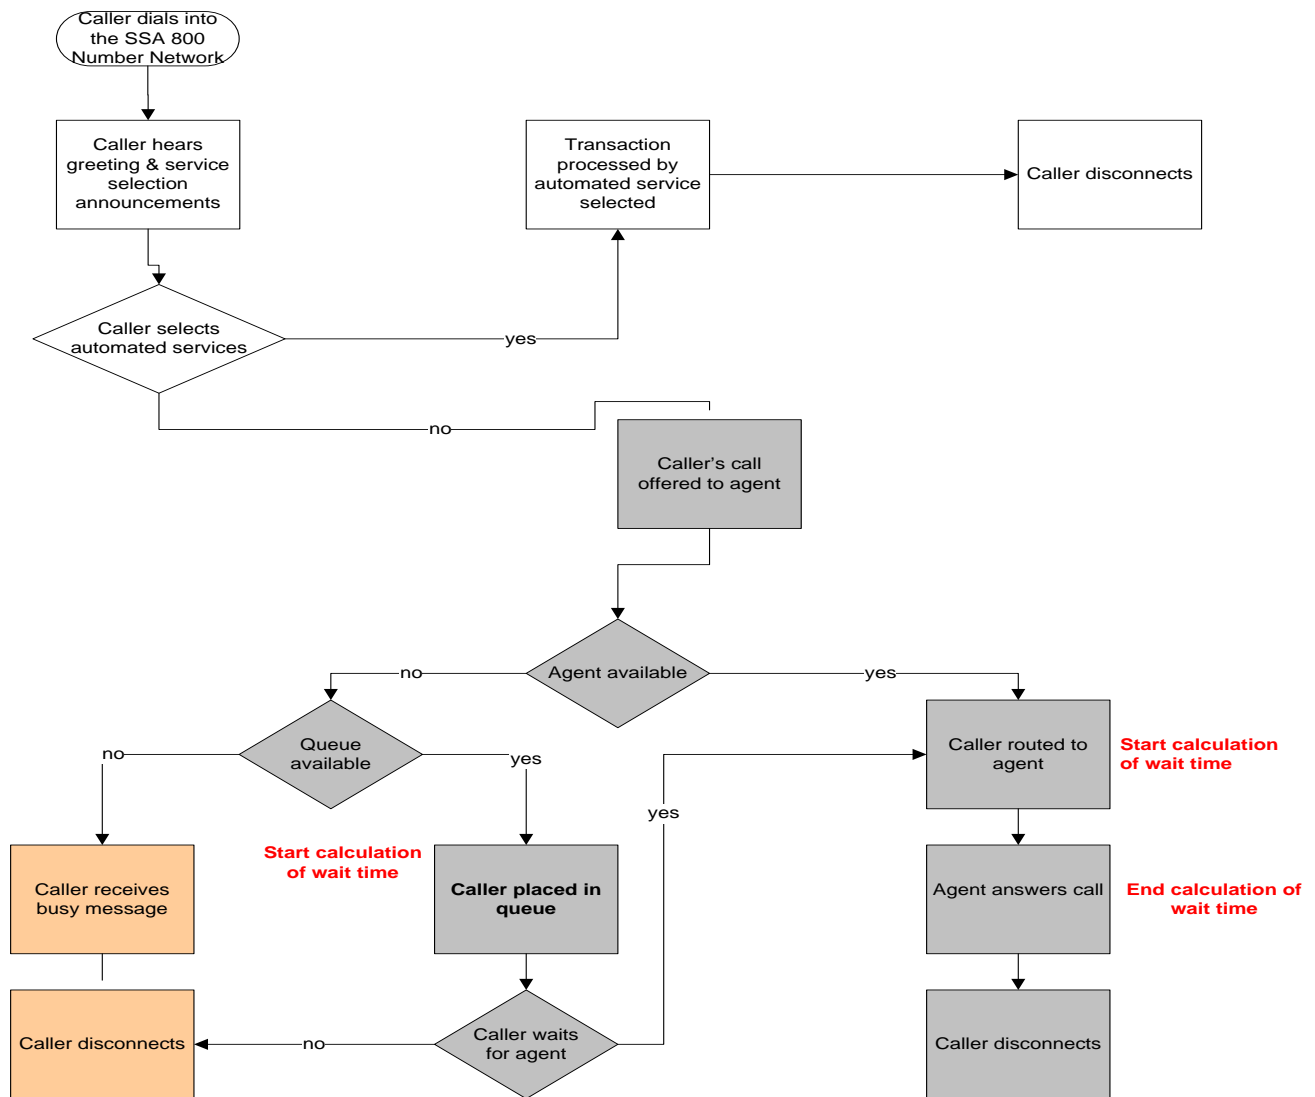 Caller dials into
the SSA 800
Number Network
Caller hears
greeting & service
selection
announcements
Transaction
processed by
automated service
selected
Caller disconnects
Caller selects
automated services
yes
no
Caller's call
offered to agent
Agent available
no
yes
Queue
available
no
yes
Caller routed to
agent
Start calculation
of wait time
yes
Start calculation
of wait time
Caller receives
busy message
Caller placed in
queue
Agent answers call
End calculation of
wait time
Caller disconnects
no
Caller waits
for agent
Caller disconnects